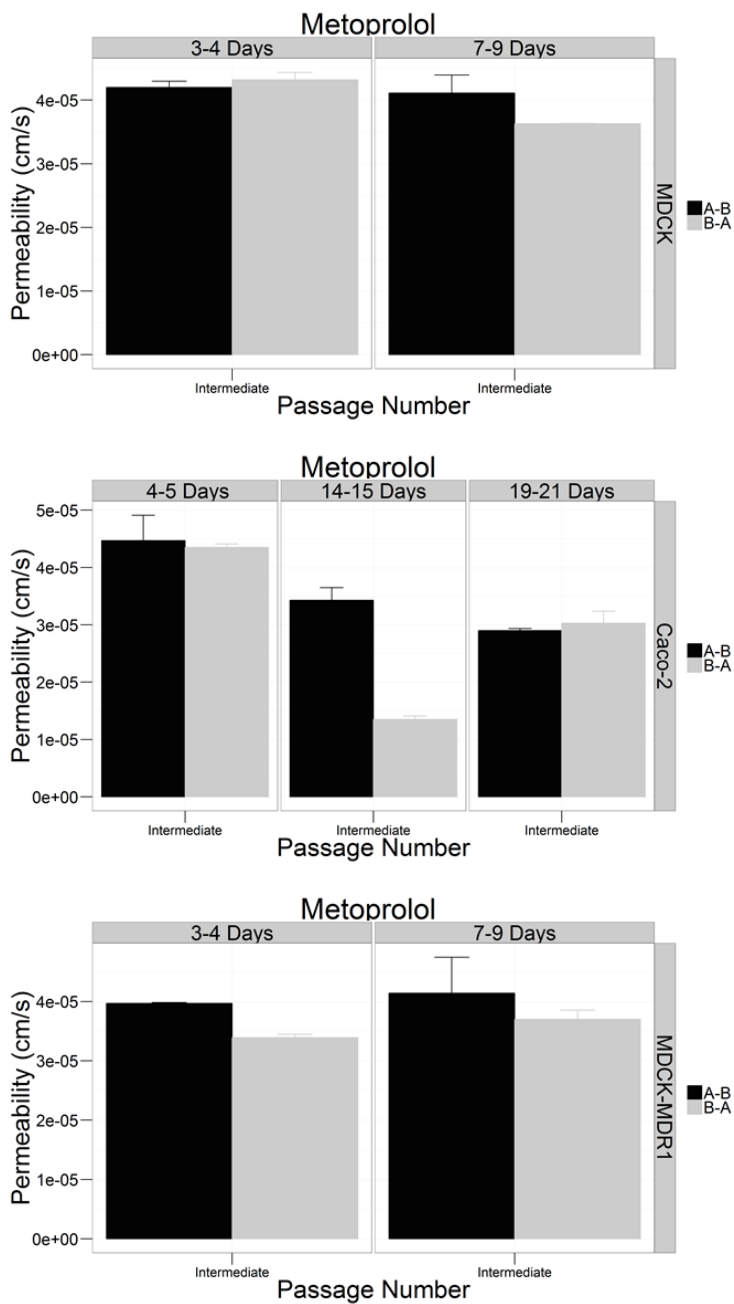 Metoprolol
3-4 Days 7-9 Days
Permeability (cm/s)
4e-05
3e-05
2e-05
1e-05
0e+00
MDCK
A-B
B-A
Intermediate Intermediate
Passage Number
Metoprolol
4-5 Days 14-15 Days 19-21 Days
Permeability (cm/s)
5e-05
4e-05
3e-05
2e-05
1e-05
0e+00
Caco-2
A-B
B-A
Intermediate Intermediate Intermediate
Passage Number
Metoprolol
3-4 Days 7-9 Days
Permeability (cm/s)
4e-05
3e-05
2e-05
1e-05
0e+00
MDCK-MDR1
A-B
B-A
Intermediate Intermediate
Passage Number